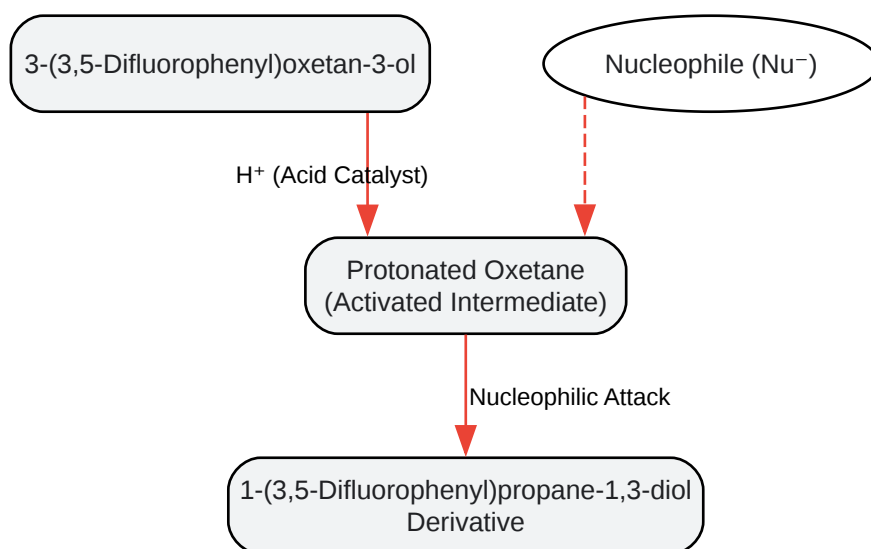 3-(3,5-Difluorophenyl)oxetan-3-ol
Nucleophile (Nu⁻)
H⁺ (Acid Catalyst)
Protonated Oxetane
(Activated Intermediate)
Nucleophilic Attack
1-(3,5-Difluorophenyl)propane-1,3-diol
Derivative